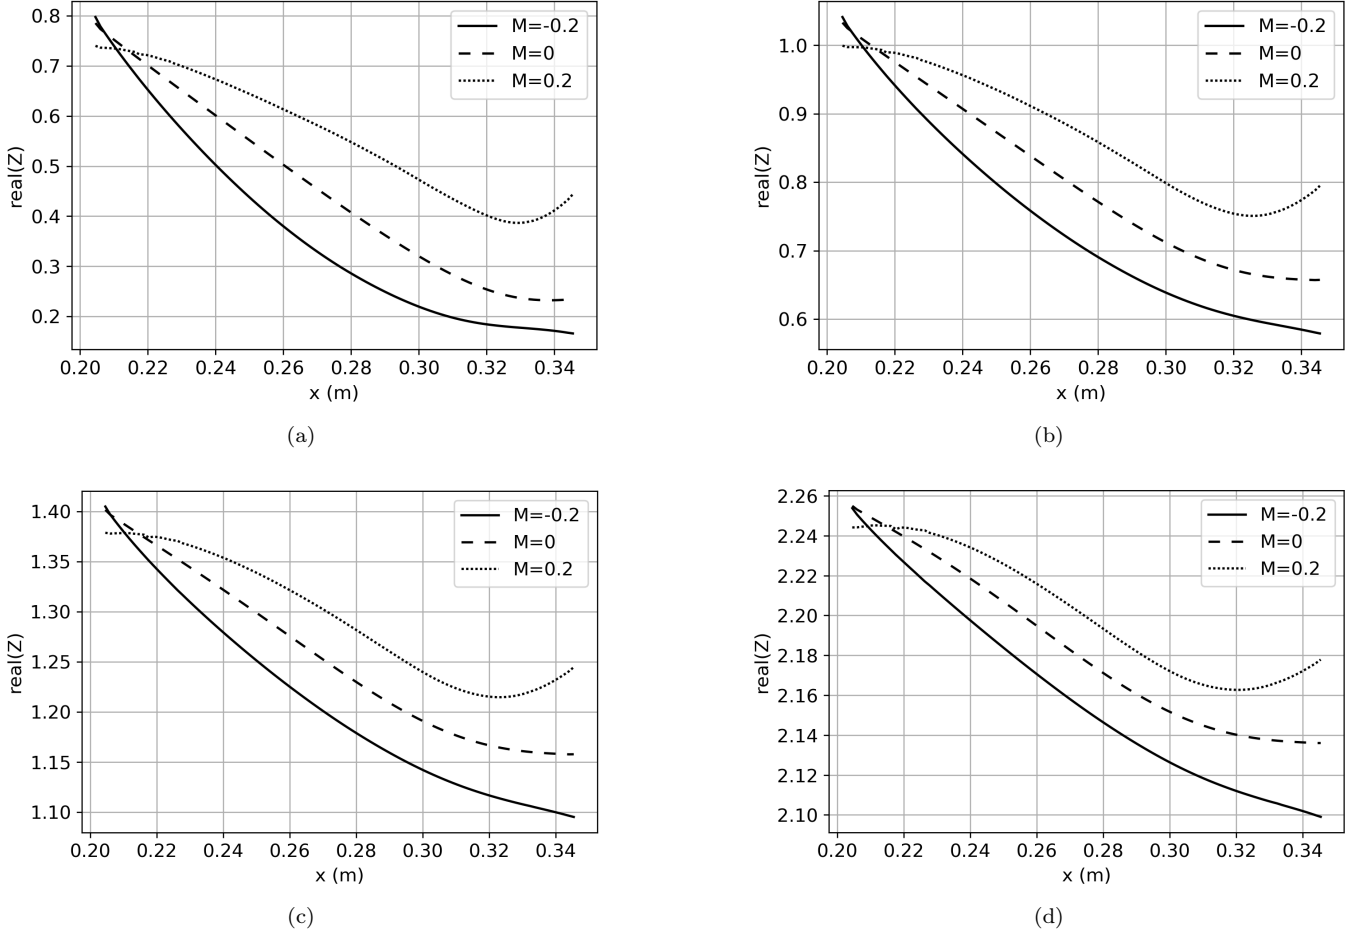 0.8
0.7
0.6
0.5
0.4
0.3
0.2
real(Z)
M=-0.2
M=0
M=0.2
0.20 0.22 0.24 0.26 0.28 0.30 0.32 0.34
x (m)
(a)
1.0
0.9
0.8
0.7
0.6
real(Z)
M=-0.2
M=0
M=0.2
0.20 0.22 0.24 0.26 0.28 0.30 0.32 0.34
x (m)
(b)
1.40
1.35
1.30
1.25
1.20
1.15
1.10
real(Z)
M=-0.2
M=0
M=0.2
0.20 0.22 0.24 0.26 0.28 0.30 0.32 0.34
x (m)
(c)
2.26
2.24
2.22
2.20
2.18
2.16
2.14
2.12
2.10
real(Z)
M=-0.2
M=0
M=0.2
0.20 0.22 0.24 0.26 0.28 0.30 0.32 0.34
x (m)
(d)